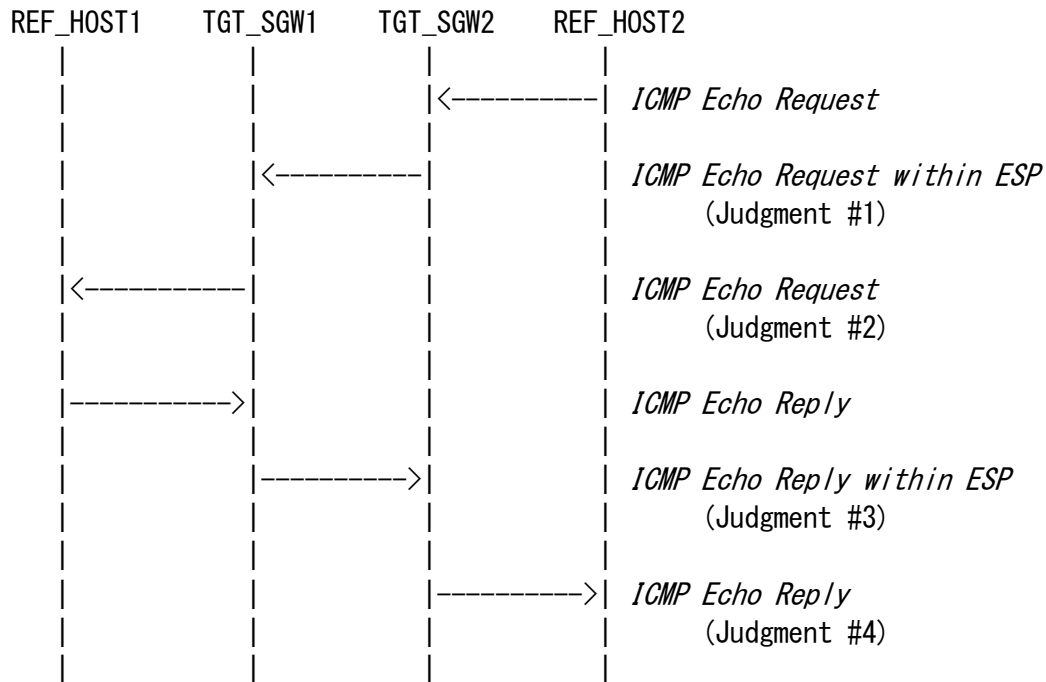 REF_HOST1 TGT_SGW1 TGT_SGW2 REF_HOST2
| | | |
| | |<-----------| ICMP Echo Request
| | | |
| |<-----------| | ICMP Echo Request within ESP
| | | | (Judgment #1)
| | | |
|<------------| | | ICMP Echo Request
| | | | (Judgment #2)
| | | |
|----------->| | | ICMP Echo Reply
| | | |
| |---------->| | ICMP Echo Reply within ESP
| | | | (Judgment #3)
| | | |
| | |---------->| ICMP Echo Reply
| | | | (Judgment #4)
| | | |